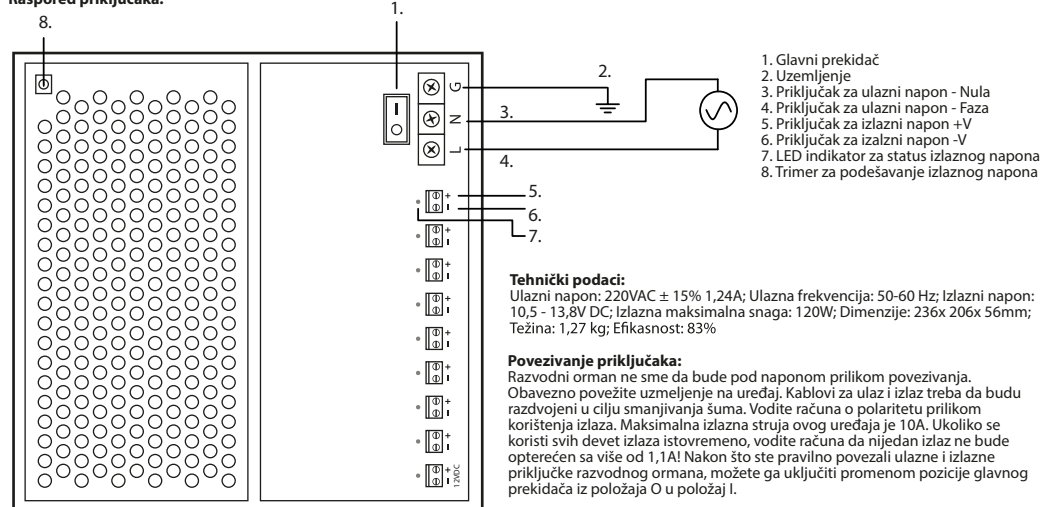 Raspored priključaka:
8.
1.
G
N
L
2.
3.
4.
+
5.
6.
7.
+
+
+
+
+
+
+
+
12VDC
1. Glavni prekidač
2. Uzemljenje
3. Priključak za ulazni napon - Nula
4. Priključak za ulazni napon - Faza
5. Priključak za izlazni napon +V
6. Priključak za izalzni napon -V
7. LED indikator za status izlaznog napona
8. Trimer za podešavanje izlaznog napona
Tehnički podaci:
Ulazni napon: 220VAC ± 15% 1,24A; Ulazna frekvencija: 50-60 Hz; Izlazni napon:
10,5 - 13,8V DC; Izlazna maksimalna snaga: 120W; Dimenzije: 236x 206x 56mm;
Težina: 1,27 kg; Efikasnost: 83%
Povezivanje priključaka:
Razvodni orman ne sme da bude pod naponom prilikom povezivanja.
Obavezno povežite uzmeljenje na uređaj. Kablovi za ulaz i izlaz treba da budu
razdvojeni u cilju smanjivanja šuma. Vodite računa o polaritetu prilikom
korištenja izlaza. Maksimalna izlazna struja ovog uređaja je 10A. Ukoliko se
koristi svih devet izlaza istovremeno, vodite računa da nijedan izlaz ne bude
opterećen sa više od 1,1A! Nakon što ste pravilno povezali ulazne i izlazne
priključke razvodnog ormana, možete ga uključiti promenom pozicije glavnog
prekidača iz položaja O u položaj I.